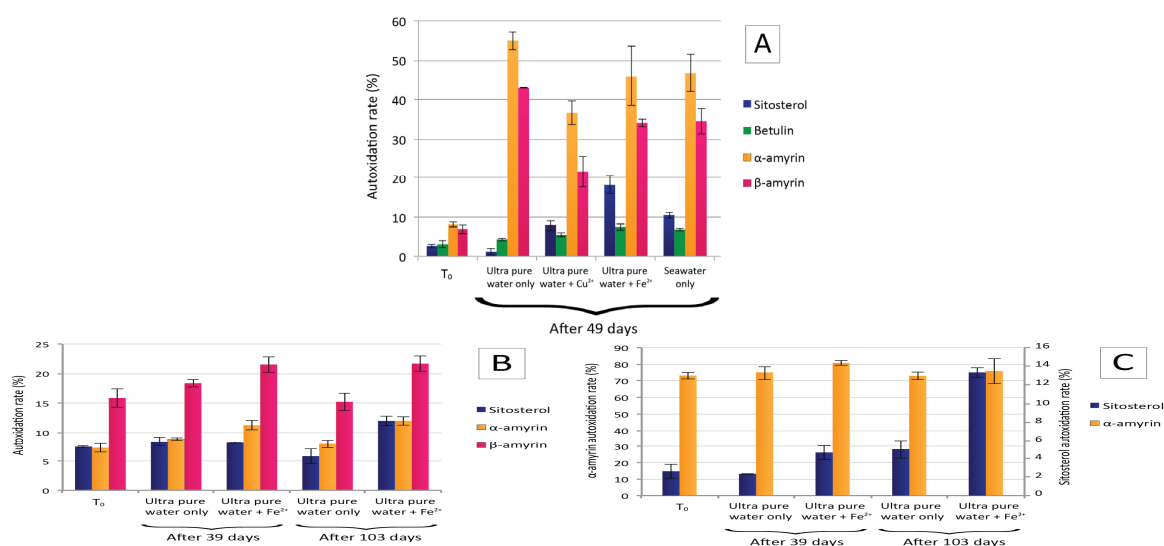 A
Autoxidation rate (%)
60
50
40
30
20
10
0
Sitosterol
Betulin
α-amyrin
β-amyrin
T₀
Ultra pure water only
Ultra pure water + Cu²⁺
Ultra pure water + Fe²⁺
Seawater only
After 49 days
B
Autoxidation rate (%)
25
20
15
10
5
0
Sitosterol
α-amyrin
β-amyrin
T₀
Ultra pure water only
Ultra pure water + Fe²⁺
Ultra pure water only
Ultra pure water + Fe²⁺
After 39 days
After 103 days
C
α-amyrin autoxidation rate (%)
90
80
70
60
50
40
30
20
10
0
16
14
12
10
8
6
4
2
0
Sitosterol autoxidation rate (%)
Sitosterol
α-amyrin
T₀
Ultra pure water only
Ultra pure water + Fe²⁺
Ultra pure water only
Ultra pure water + Fe²⁺
After 39 days
After 103 days